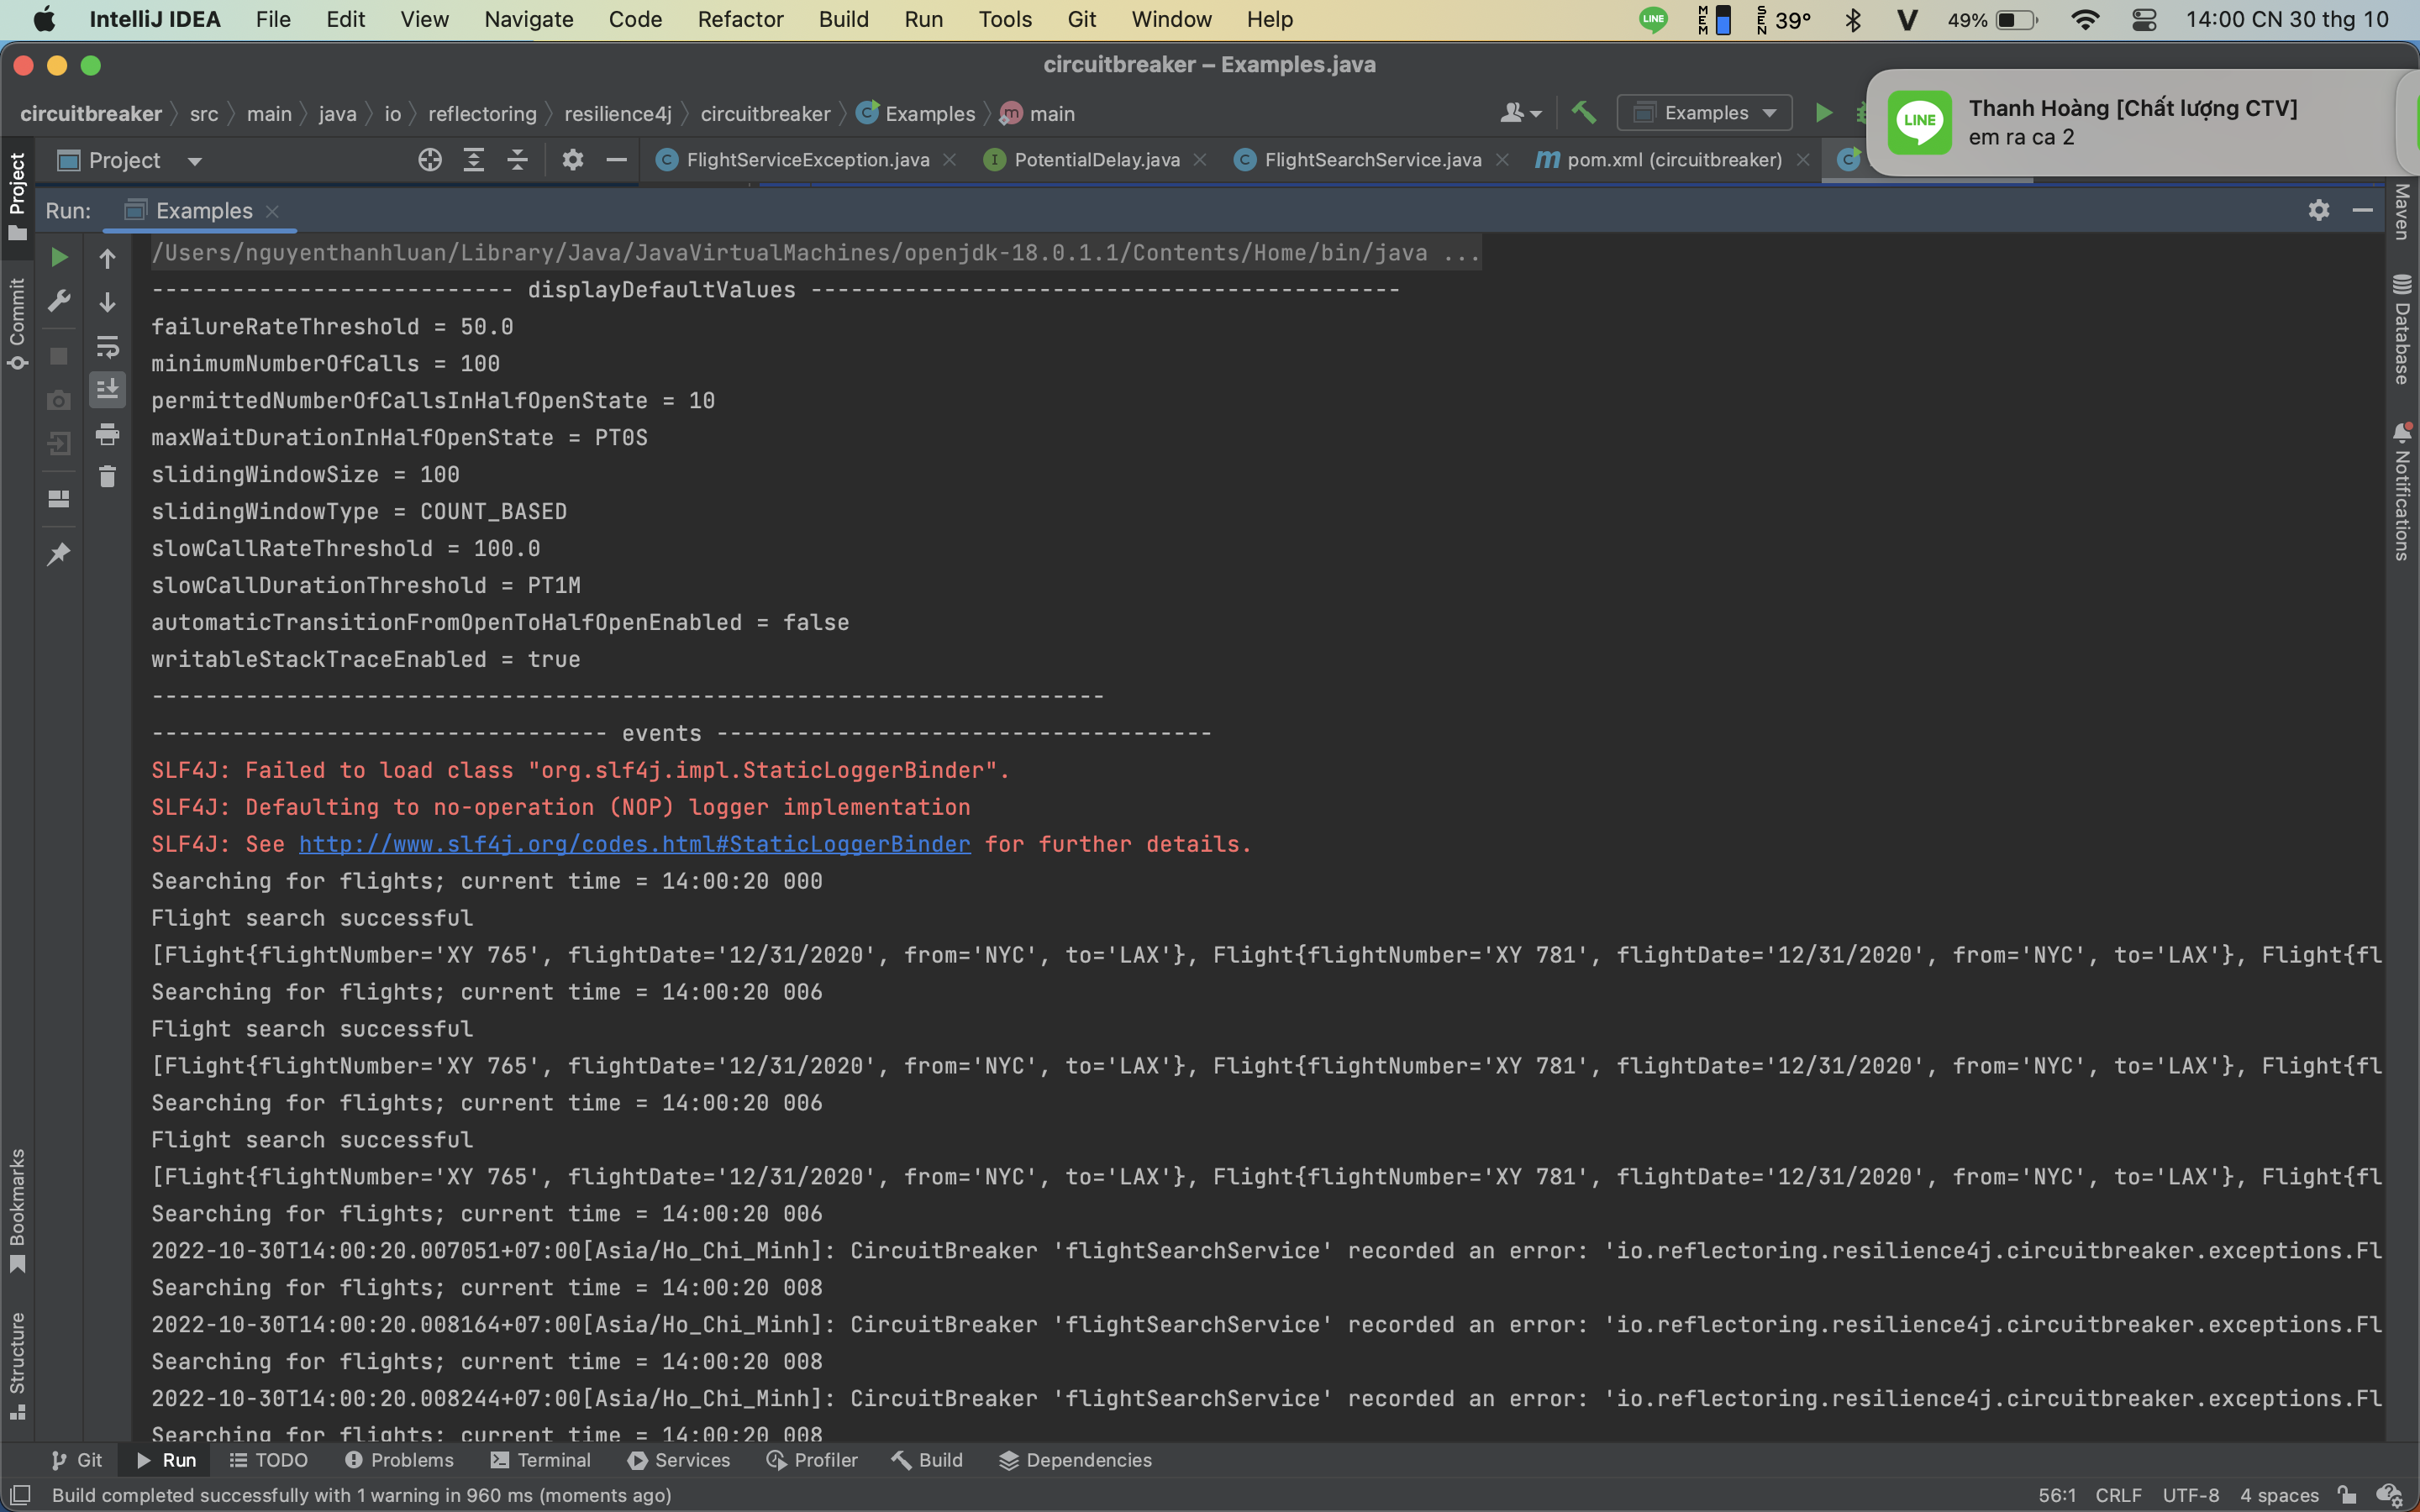 IntelliJ IDEA File Edit View Navigate Code Refactor Build Run Tools Git Window Help LINE MEM SEN 39° V 49% 14:00 CN 30 thg 10
circuitbreaker – Examples.java
circuitbreaker src main java io reflectoring resilience4j circuitbreaker Examples main Examples
LINE Thanh Hoàng [Chất lượng CTV]
em ra ca 2
Project FlightServiceException.java PotentialDelay.java FlightSearchService.java pom.xml (circuitbreaker)
Run: Examples
/Users/nguyenthanhluan/Library/Java/JavaVirtualMachines/openjdk-18.0.1.1/Contents/Home/bin/java ...
--------------------------- displayDefaultValues --------------------------------------------
failureRateThreshold = 50.0
minimumNumberOfCalls = 100
permittedNumberOfCallsInHalfOpenState = 10
maxWaitDurationInHalfOpenState = PT0S
slidingWindowSize = 100
slidingWindowType = COUNT_BASED
slowCallRateThreshold = 100.0
slowCallDurationThreshold = PT1M
automaticTransitionFromOpenToHalfOpenEnabled = false
writableStackTraceEnabled = true
-----------------------------------------------------------------------
---------------------------------- events -------------------------------------
SLF4J: Failed to load class "org.slf4j.impl.StaticLoggerBinder".
SLF4J: Defaulting to no-operation (NOP) logger implementation
SLF4J: See http://www.slf4j.org/codes.html#StaticLoggerBinder for further details.
Searching for flights; current time = 14:00:20 000
Flight search successful
[Flight{flightNumber='XY 765', flightDate='12/31/2020', from='NYC', to='LAX'}, Flight{flightNumber='XY 781', flightDate='12/31/2020', from='NYC', to='LAX'}, Flight{fl
Searching for flights; current time = 14:00:20 006
Flight search successful
[Flight{flightNumber='XY 765', flightDate='12/31/2020', from='NYC', to='LAX'}, Flight{flightNumber='XY 781', flightDate='12/31/2020', from='NYC', to='LAX'}, Flight{fl
Searching for flights; current time = 14:00:20 006
Flight search successful
[Flight{flightNumber='XY 765', flightDate='12/31/2020', from='NYC', to='LAX'}, Flight{flightNumber='XY 781', flightDate='12/31/2020', from='NYC', to='LAX'}, Flight{fl
Searching for flights; current time = 14:00:20 006
2022-10-30T14:00:20.007051+07:00[Asia/Ho_Chi_Minh]: CircuitBreaker 'flightSearchService' recorded an error: 'io.reflectoring.resilience4j.circuitbreaker.exceptions.Fl
Searching for flights; current time = 14:00:20 008
2022-10-30T14:00:20.008164+07:00[Asia/Ho_Chi_Minh]: CircuitBreaker 'flightSearchService' recorded an error: 'io.reflectoring.resilience4j.circuitbreaker.exceptions.Fl
Searching for flights; current time = 14:00:20 008
2022-10-30T14:00:20.008244+07:00[Asia/Ho_Chi_Minh]: CircuitBreaker 'flightSearchService' recorded an error: 'io.reflectoring.resilience4j.circuitbreaker.exceptions.Fl
Searching for flights; current time = 14:00:20 008
Project
Commit
Bookmarks
Structure
Maven
Database
Notifications
Git Run TODO Problems Terminal Services Profiler Build Dependencies
Build completed successfully with 1 warning in 960 ms (moments ago) 56:1 CRLF UTF-8 4 spaces